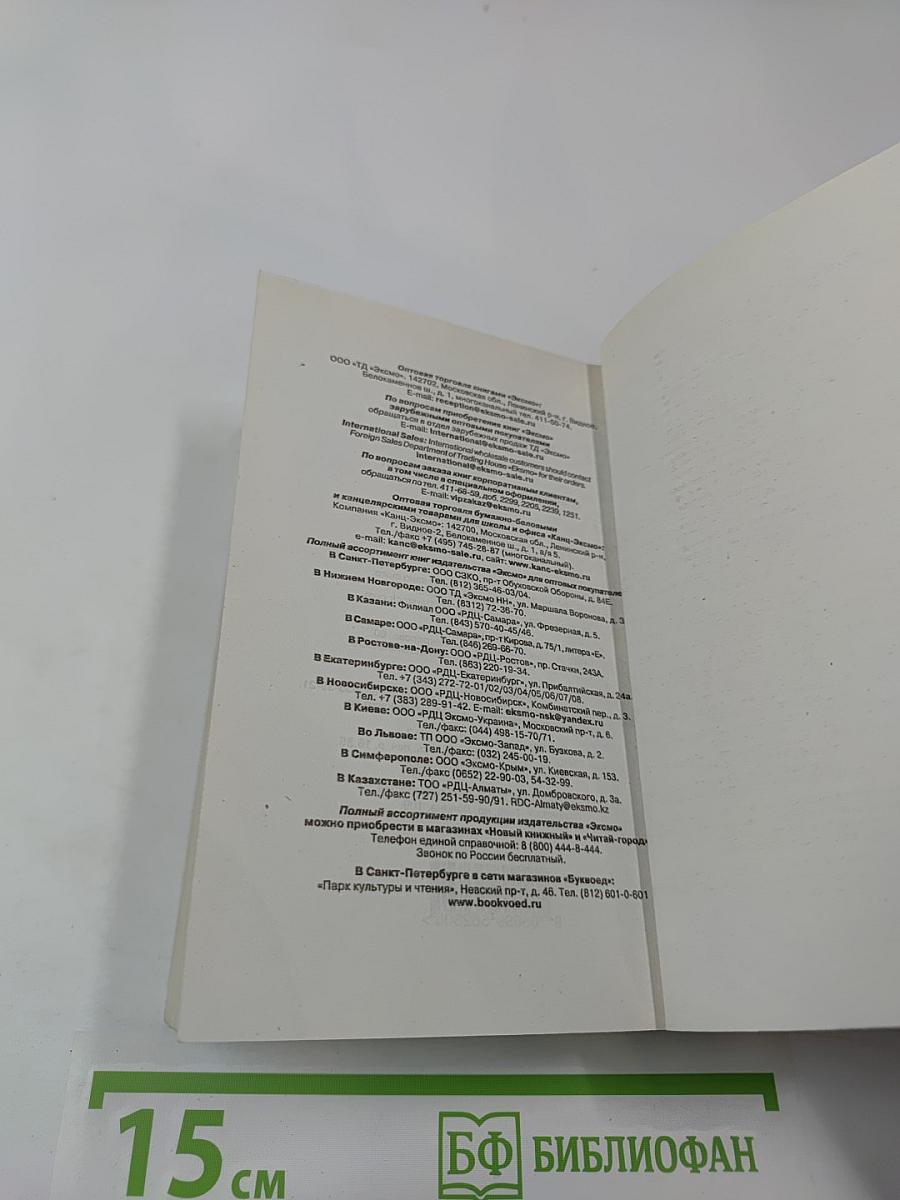 Оптовая торговля книгами «Эксмо»:
ООО «ТД «Эксмо». 142702, Московская обл., Ленинский р-н, г. Видное,
Белокаменное ш., д. 1, многоканальный тел. 411-50-74.
E-mail: reception@eksmo-sale.ru
По вопросам приобретения книг «Эксмо»
зарубежными оптовыми покупателями
обращаться в отдел зарубежных продаж ТД «Эксмо»
E-mail: international@eksmo-sale.ru
International Sales: International wholesale customers should contact
Foreign Sales Department of Trading House «Eksmo» for their orders.
international@eksmo-sale.ru
По вопросам заказа книг корпоративным клиентам,
в том числе в специальном оформлении,
обращаться по тел. 411-68-59, доб. 2299, 2205, 2239, 1251.
E-mail: vipzakaz@eksmo.ru
Оптовая торговля бумажно-беловыми
и канцелярскими товарами для школы и офиса «Канц-Эксмо»:
Компания «Канц-Эксмо»: 142700, Московская обл., Ленинский р-н,
г. Видное-2, Белокаменное ш., д. 1, а/я 5.
Тел./факс +7 (495) 745-28-87 (многоканальный).
e-mail: kanc@eksmo-sale.ru, сайт: www.kanc-eksmo.ru
Полный ассортимент книг издательства «Эксмо» для оптовых покупателе
В Санкт-Петербурге: ООО СЗКО, пр-т Обуховской Обороны, д. 84Е.
Тел. (812) 365-46-03/04.
В Нижнем Новгороде: ООО ТД «Эксмо НН», ул. Маршала Воронова, д. 3
Тел. (8312) 72-36-70.
В Казани: Филиал ООО «РДЦ-Самара», ул. Фрезерная, д. 5.
Тел. (843) 570-40-45/46.
В Самаре: ООО «РДЦ-Самара», пр-т Кирова, д. 75/1, литера «Е».
Тел. (846) 269-66-70.
В Ростове-на-Дону: ООО «РДЦ-Ростов», пр. Стачки, 243А.
Тел. (863) 220-19-34.
В Екатеринбурге: ООО «РДЦ-Екатеринбург», ул. Прибалтийская, д. 24а.
Тел. +7 (343) 272-72-01/02/03/04/05/06/07/08.
В Новосибирске: ООО «РДЦ-Новосибирск», Комбинатский пер., д. 3.
Тел. +7 (383) 289-91-42. E-mail: eksmo-nsk@yandex.ru
В Киеве: ООО «РДЦ Эксмо-Украина», Московский пр-т, д. 6.
Тел./факс: (044) 498-15-70/71.
Во Львове: ТП ООО «Эксмо-Запад», ул. Бузкова, д. 2.
Тел./факс: (032) 245-00-19.
В Симферополе: ООО «Эксмо-Крым», ул. Киевская, д. 153.
Тел./факс (0652) 22-90-03, 54-32-99.
В Казахстане: ТОО «РДЦ-Алматы», ул. Домбровского, д. 3а.
Тел./факс (727) 251-59-90/91. RDC-Almaty@eksmo.kz
Полный ассортимент продукции издательства «Эксмо»
можно приобрести в магазинах «Новый книжный» и «Читай-город»
Телефон единой справочной: 8 (800) 444-8-444.
Звонок по России бесплатный.
В Санкт-Петербурге в сети магазинов «Буквоед»:
«Парк культуры и чтения», Невский пр-т, д. 46. Тел. (812) 601-0-601
www.bookvoed.ru
15 см
БФ БИБЛИОФАН